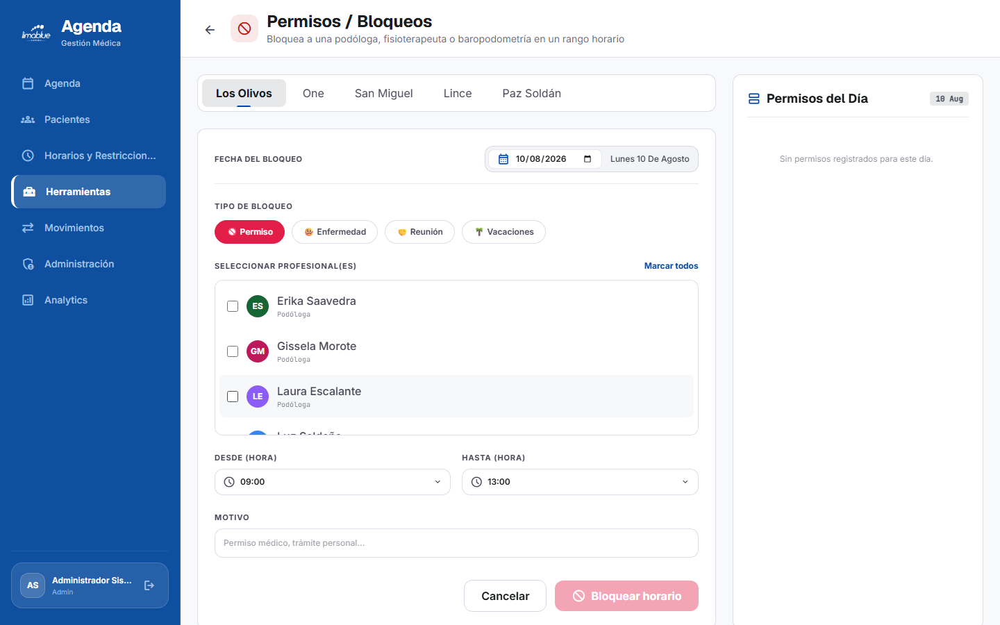 limablue
Agenda
Gestión Médica
Agenda
Pacientes
Horarios y Restriccion...
Herramientas
Movimientos
Administración
Analytics
AS
Administrador Sis...
Admin
Permisos / Bloqueos
Bloquea a una podóloga, fisioterapeuta o baropodometría en un rango horario
Los Olivos
One
San Miguel
Lince
Paz Soldán
FECHA DEL BLOQUEO
10/08/2026
Lunes 10 De Agosto
TIPO DE BLOQUEO
Permiso
Enfermedad
Reunión
Vacaciones
SELECCIONAR PROFESIONAL(ES)
Marcar todos
ES
Erika Saavedra
Podóloga
GM
Gissela Morote
Podóloga
LE
Laura Escalante
Podóloga
DESDE (HORA)
09:00
HASTA (HORA)
13:00
MOTIVO
Permiso médico, trámite personal...
Cancelar
Bloquear horario
Permisos del Día
10 Aug
Sin permisos registrados para este día.